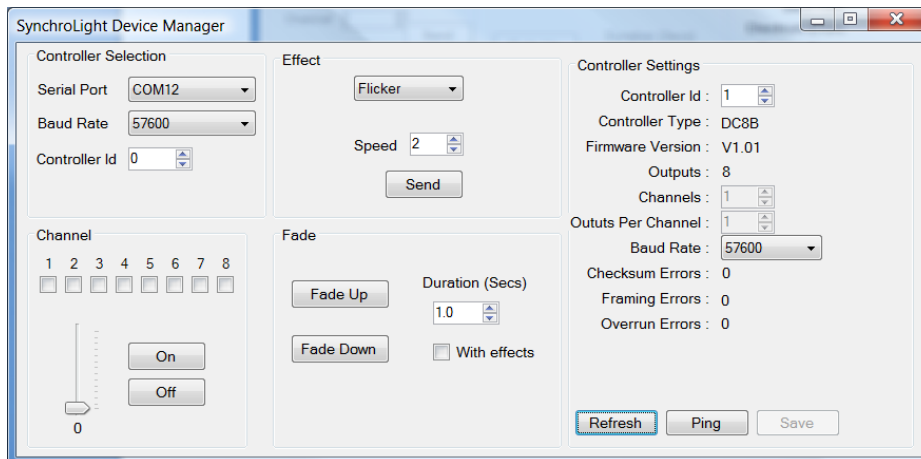 SynchroLight Device Manager
Controller Selection
Serial Port COM12
Baud Rate 57600
Controller Id 0
Effect
Flicker
Speed 2
Send
Controller Settings
Controller Id : 1
Controller Type : DC8B
Firmware Version : V1.01
Outputs : 8
Channels : 1
Oututs Per Channel : 1
Baud Rate : 57600
Checksum Errors : 0
Framing Errors : 0
Overrun Errors : 0
Refresh Ping Save
Channel
1 2 3 4 5 6 7 8
On
Off
0
Fade
Fade Up
Fade Down
Duration (Secs)
1.0
With effects